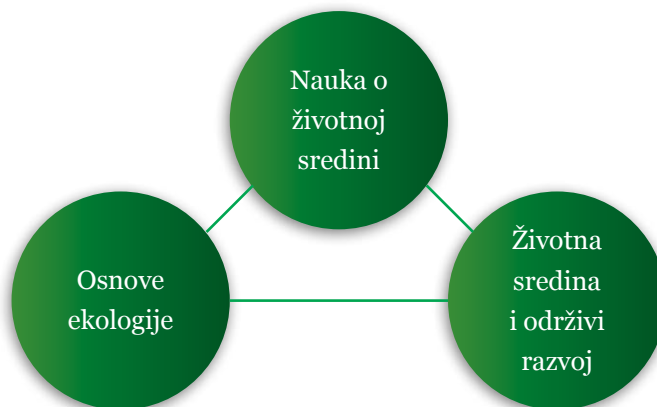 Nauka o
životnoj
sredini
Osnove
ekologije
Životna
sredina
i održivi
razvoj